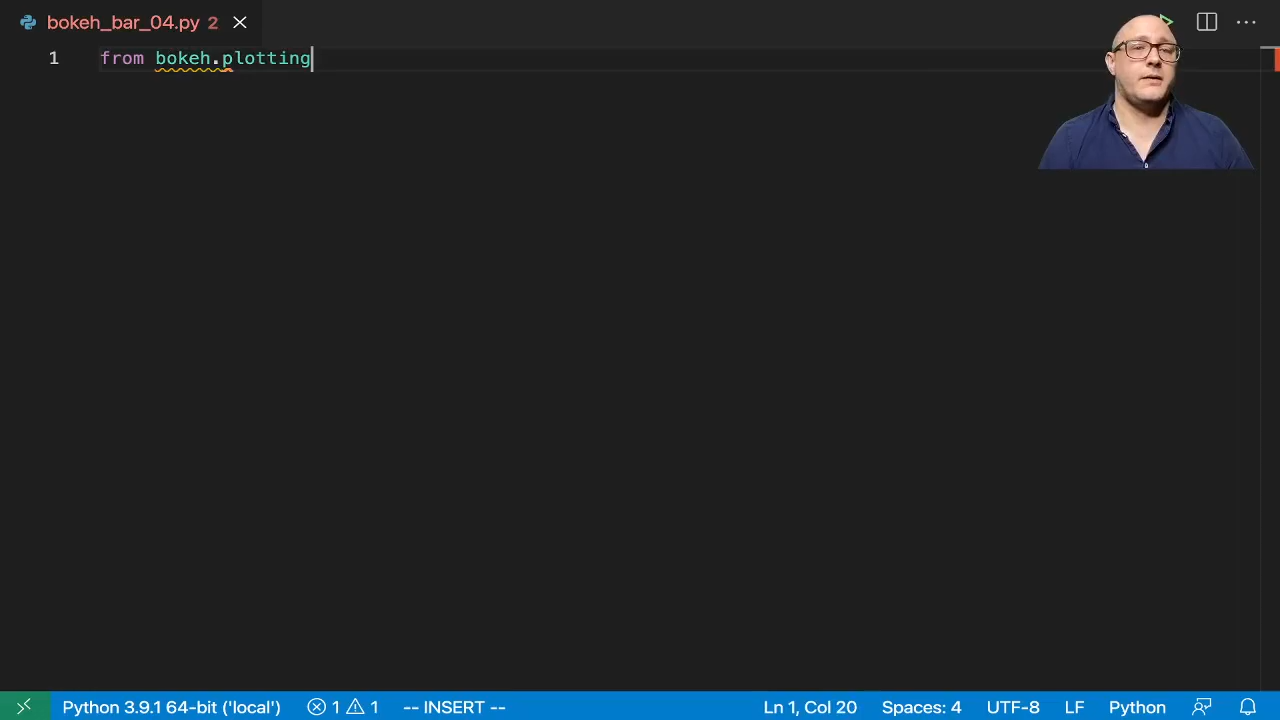 bokeh_bar_04.py 2
1 from bokeh.plotting
Python 3.9.1 64-bit ('local') 1 1 -- INSERT -- Ln 1, Col 20 Spaces: 4 UTF-8 LF Python